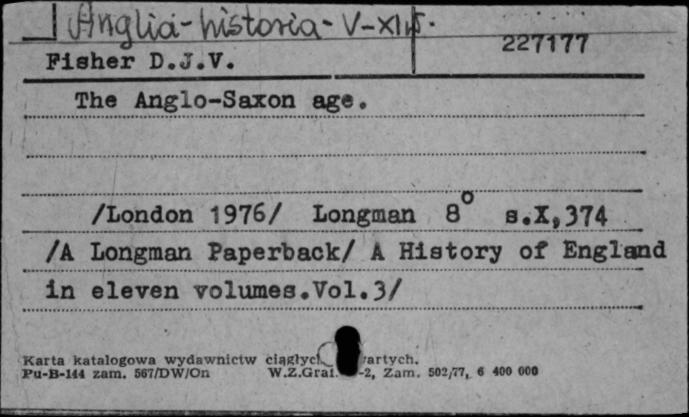 Anglia-historia-V-XI w.
227177
Fisher D.J.V.
The Anglo-Saxon age.
/London 1976/ Longman 8° s.X,374
/A Longman Paperback/ A History of England
in eleven volumes.Vol.3/
Karta katalogowa wydawnictw
Pu-B-144 zam. 567/DW/On W.Z.Graf. -2, Zam. 502/77, 6 400 000